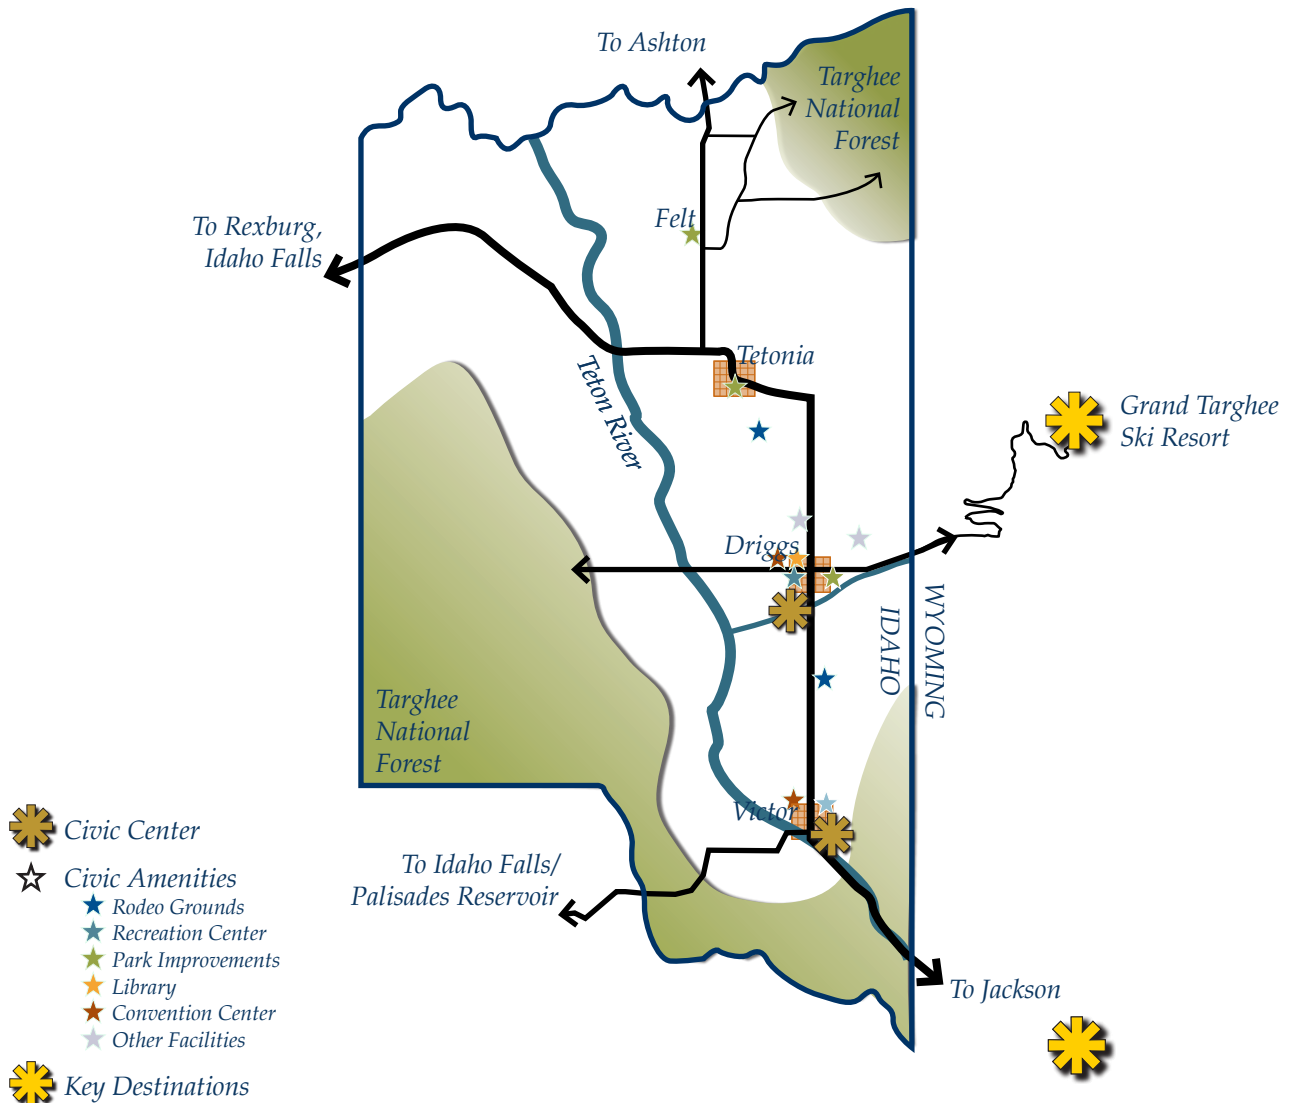 To Ashton
Targhee
National
Forest
To Rexburg,
Idaho Falls
Felt
Tetonia
Teton River
Grand Targhee
Ski Resort
Driggs
WYOMING
IDAHO
Targhee
National
Forest
Victor
To Idaho Falls/
Palisades Reservoir
To Jackson
Civic Center
Civic Amenities
Rodeo Grounds
Recreation Center
Park Improvements
Library
Convention Center
Other Facilities
Key Destinations